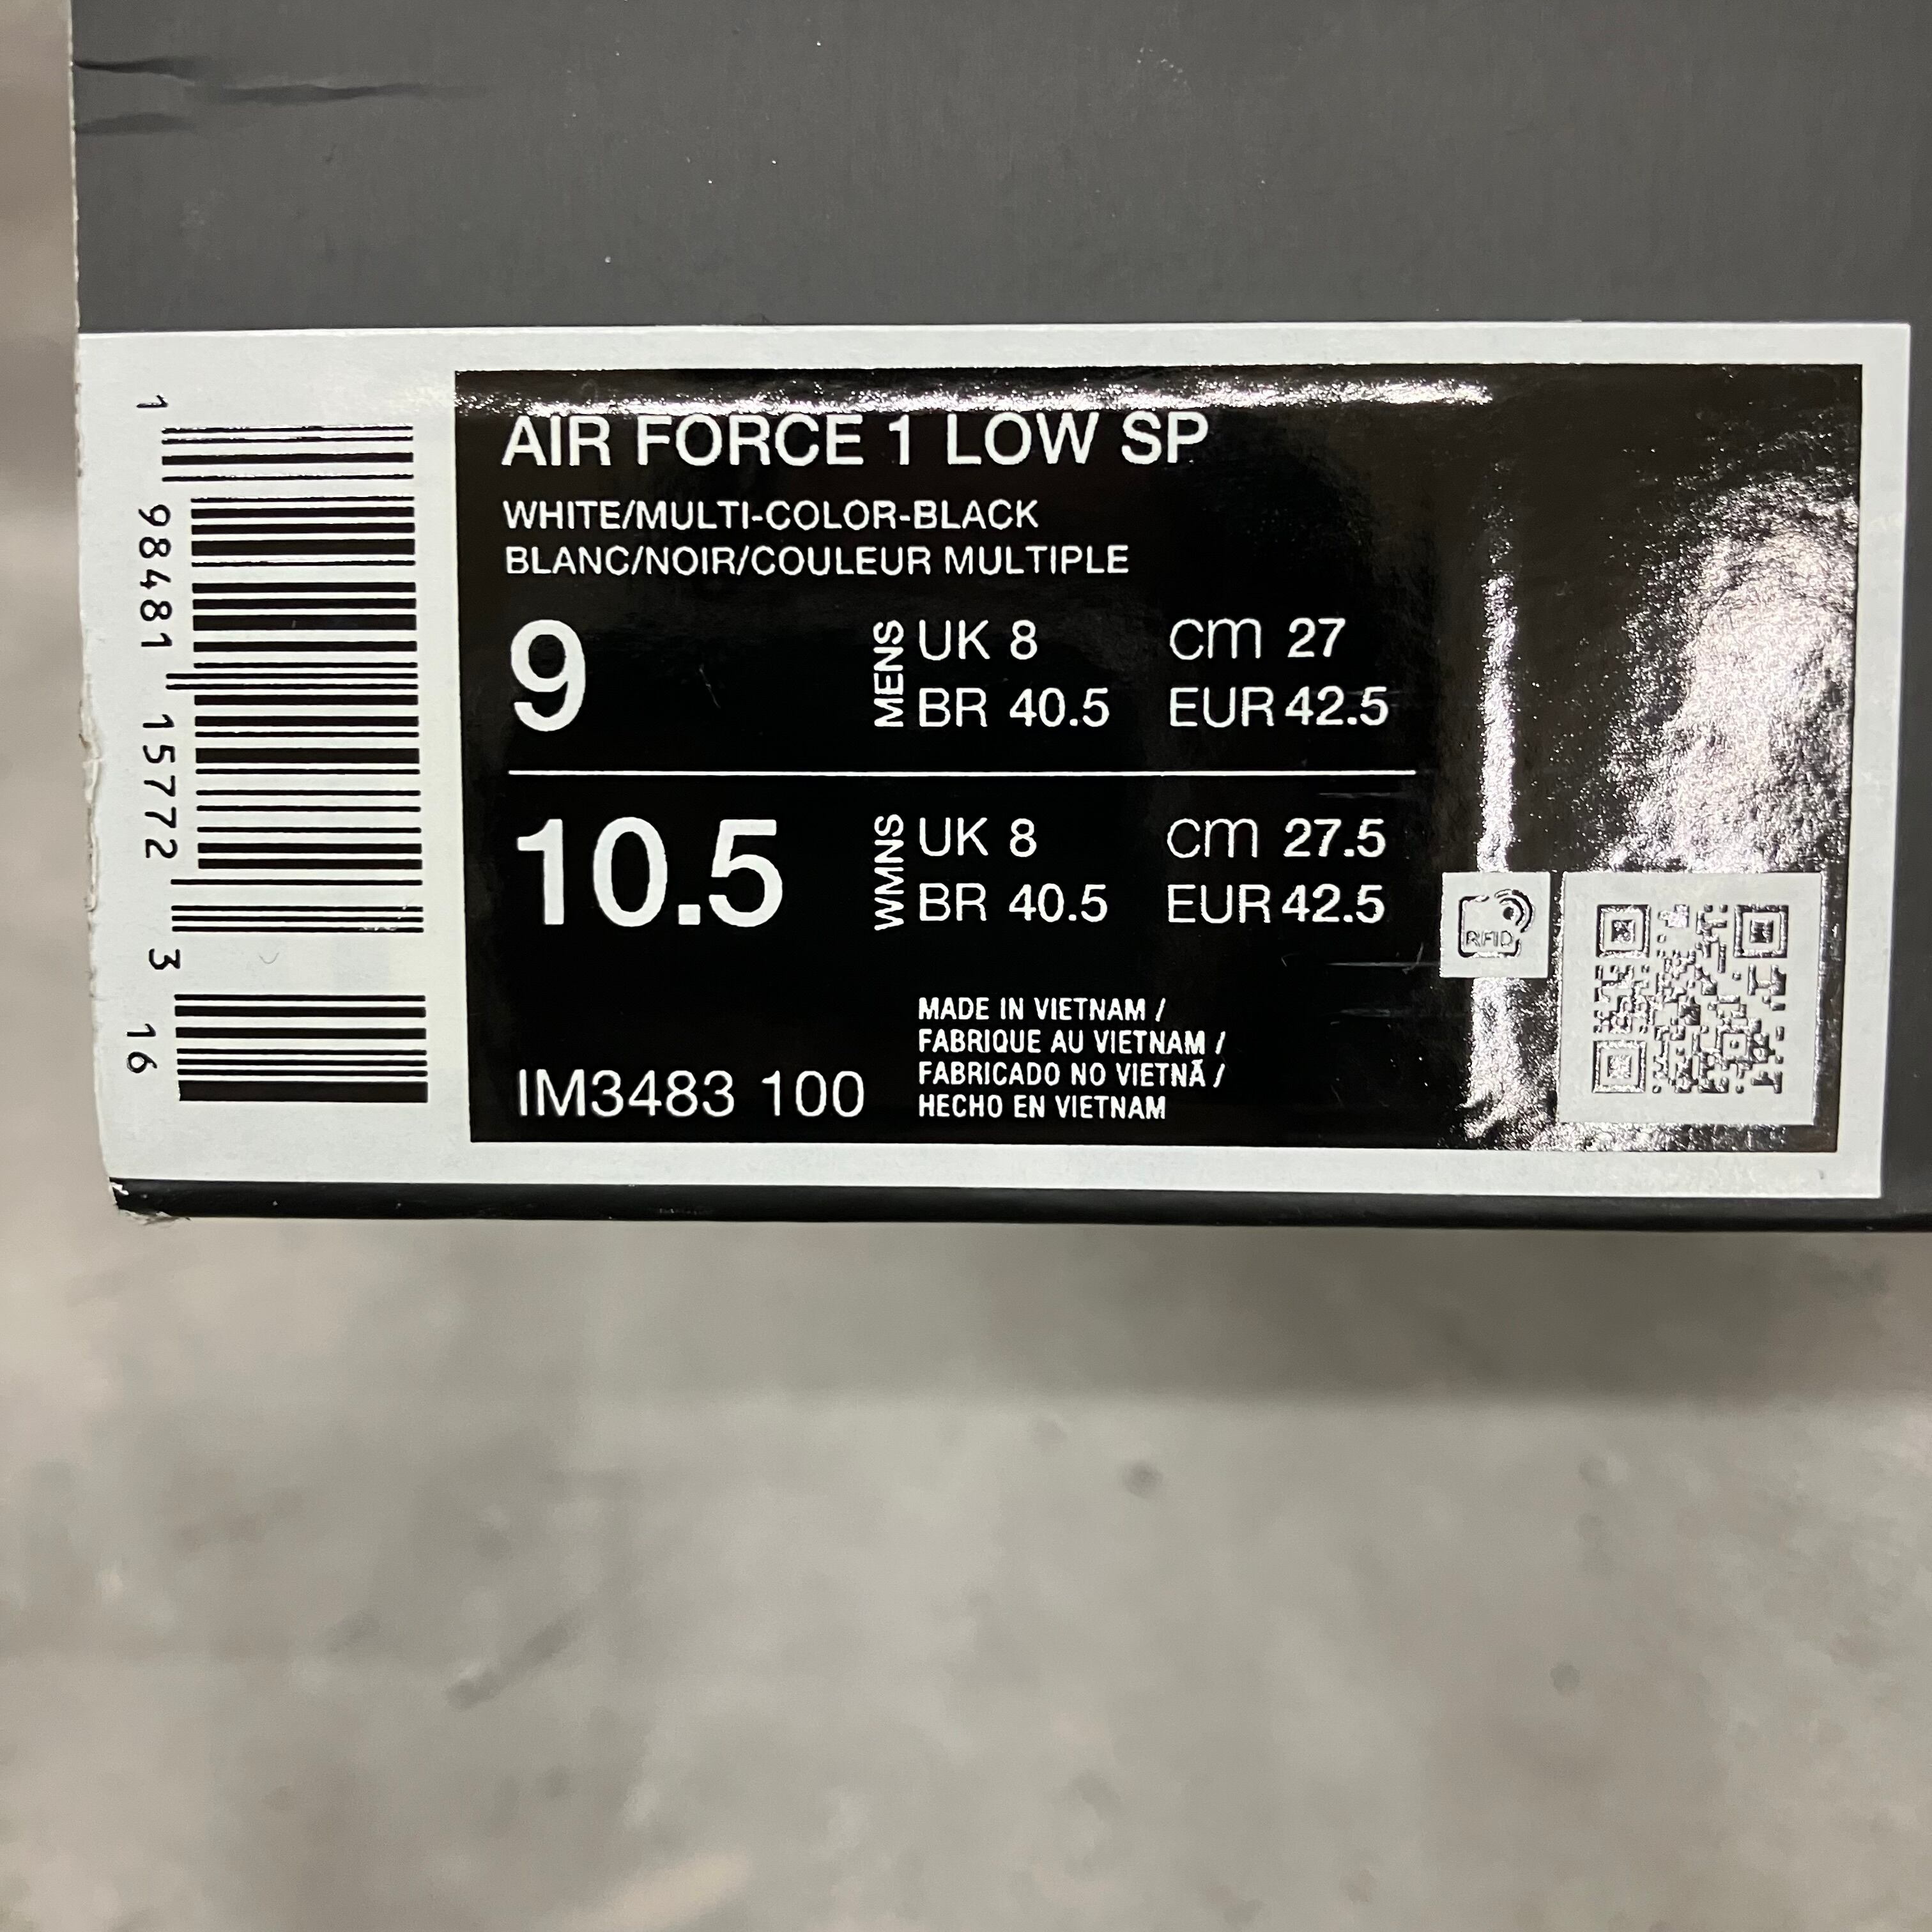 AIR FORCE 1 LOW SP
WHITE/MULTI-COLOR-BLACK
BLANC/NOIR/COULEUR MULTIPLE
9 MENS UK 8 CM 27
BR 40.5 EUR 42.5
10.5 WMNS UK 8 CM 27.5
BR 40.5 EUR 42.5
RFID
MADE IN VIETNAM /
FABRIQUE AU VIETNAM /
FABRICADO NO VIETNÃ /
HECHO EN VIETNAM
IM3483 100
1 98481 15772 3 16